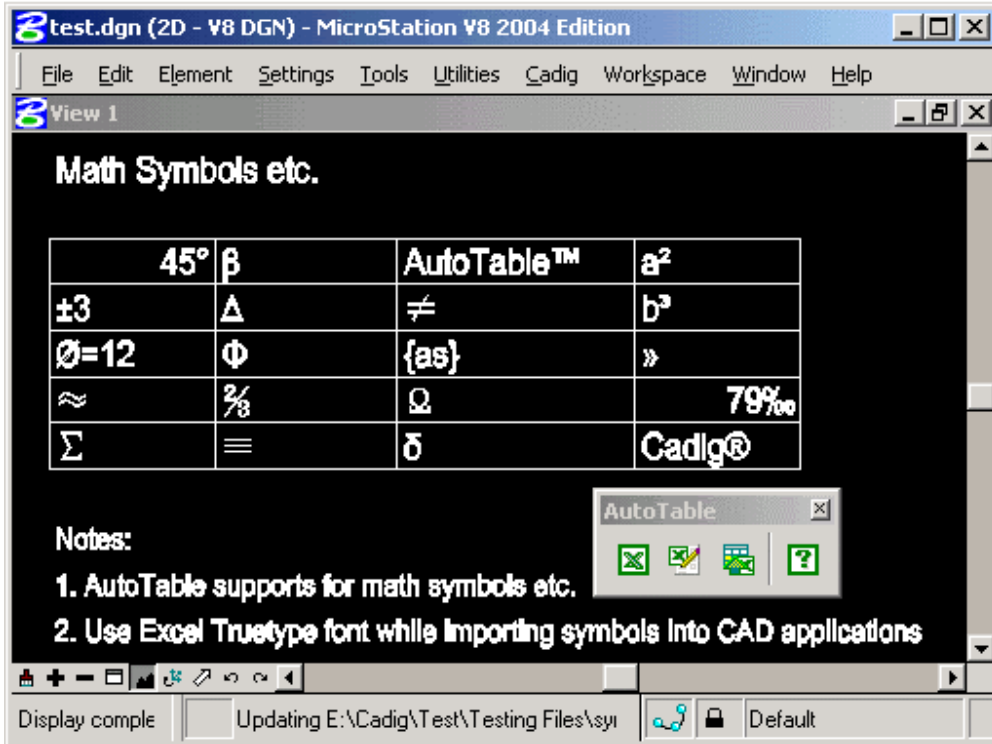 test.dgn (2D - V8 DGN) - MicroStation V8 2004 Edition
File Edit Element Settings Tools Utilities Cadig Workspace Window Help
View 1
Math Symbols etc.
45° β AutoTable™ a²
±3 Δ ≠ b³
Ø=12 Φ {as} »
≈ ⅔ Ω 79‰
Σ ≡ δ Cadig®
AutoTable
Notes:
1. AutoTable supports for math symbols etc.
2. Use Excel Truetype font while importing symbols into CAD applications
Display comple Updating E:\Cadig\Test\Testing Files\syı Default